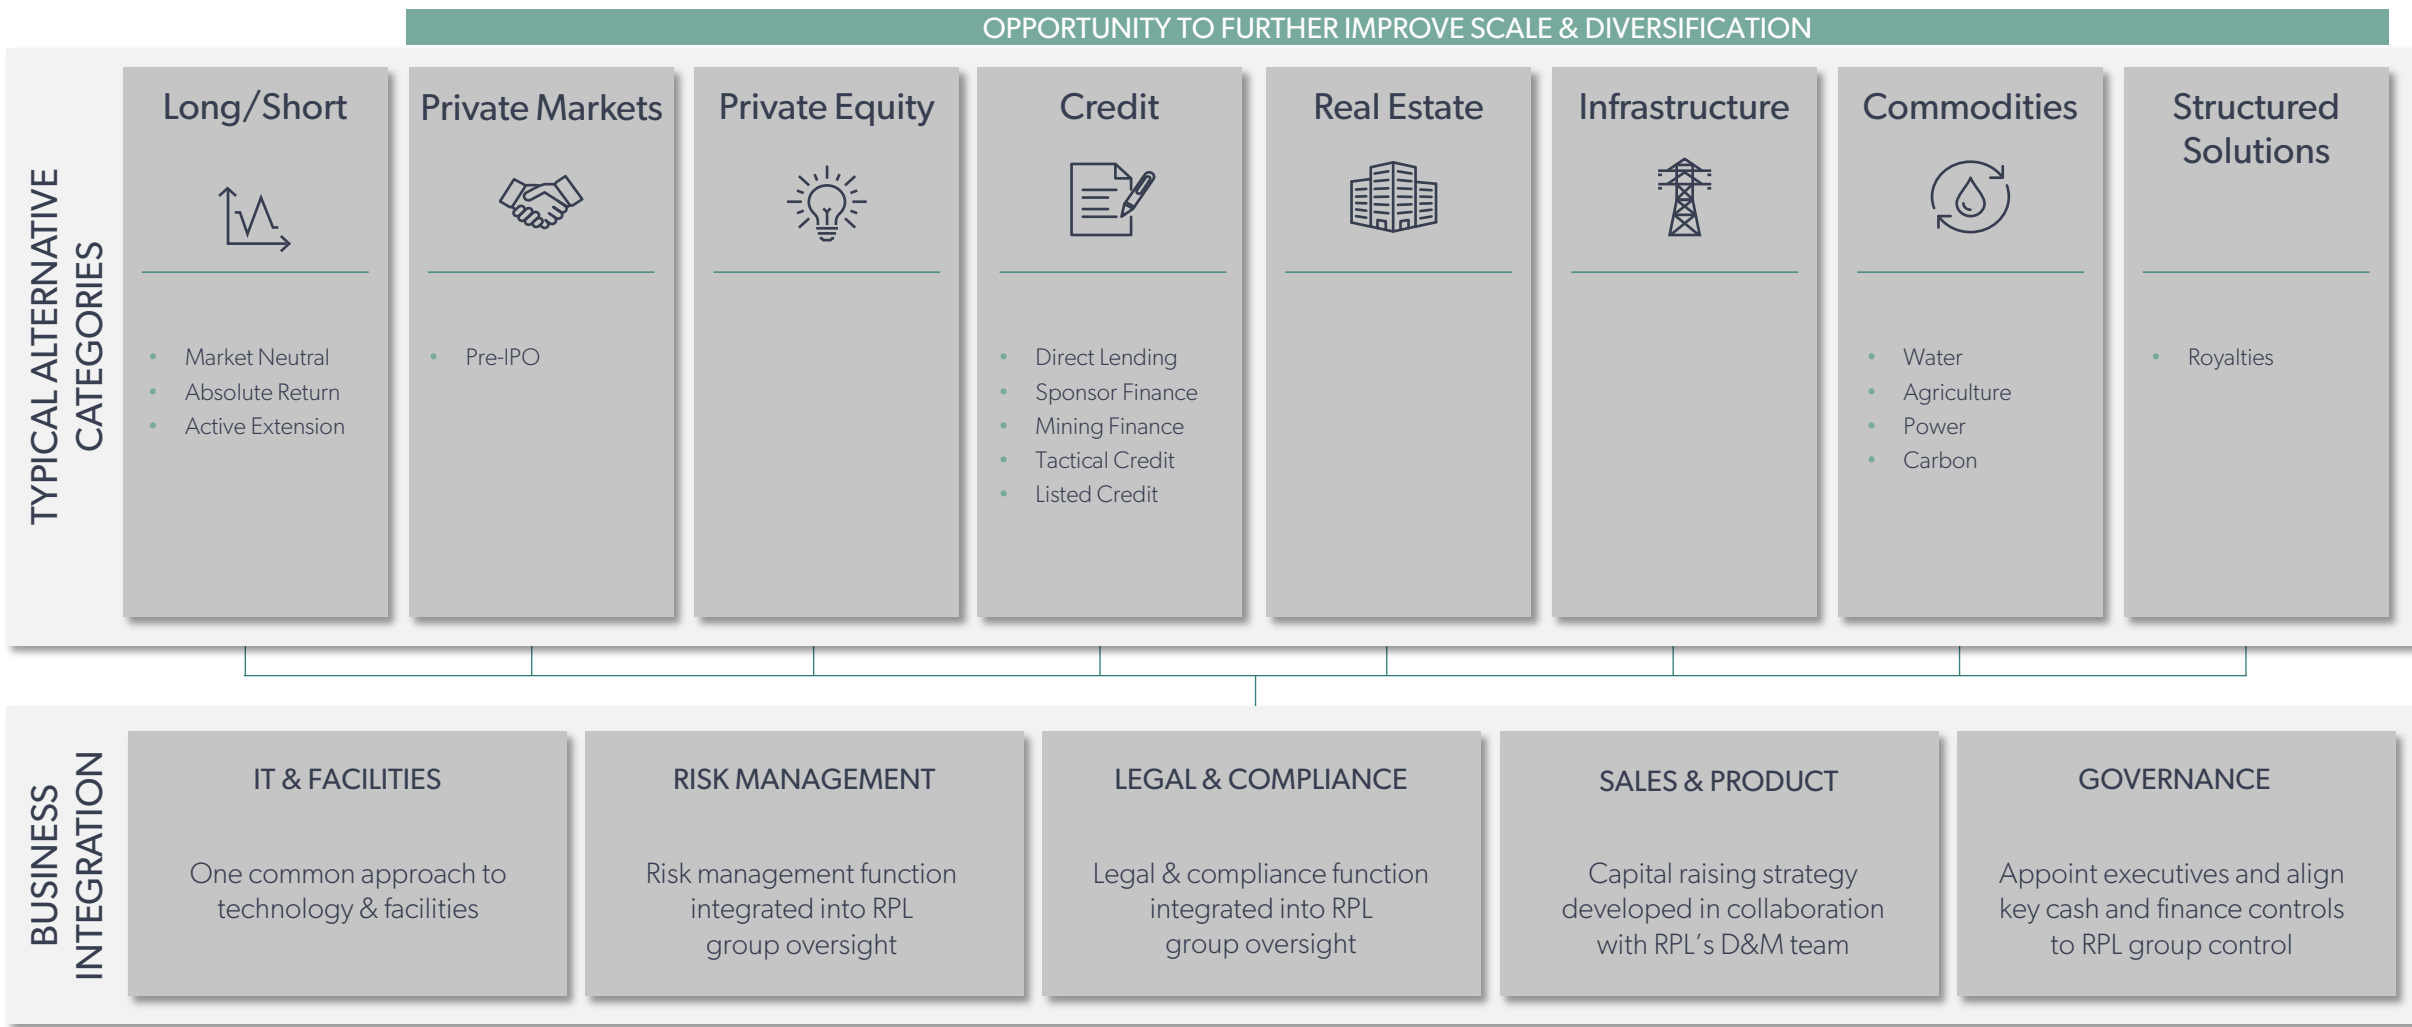 OPPORTUNITY TO FURTHER IMPROVE SCALE & DIVERSIFICATION
TYPICAL ALTERNATIVE
CATEGORIES
Long/Short
• Market Neutral
• Absolute Return
• Active Extension
Private Markets
• Pre-IPO
Private Equity
Credit
• Direct Lending
• Sponsor Finance
• Mining Finance
• Tactical Credit
• Listed Credit
Real Estate
Infrastructure
Commodities
• Water
• Agriculture
• Power
• Carbon
Structured
Solutions
• Royalties
BUSINESS
INTEGRATION
IT & FACILITIES
One common approach to
technology & facilities
RISK MANAGEMENT
Risk management function
integrated into RPL
group oversight
LEGAL & COMPLIANCE
Legal & compliance function
integrated into RPL
group oversight
SALES & PRODUCT
Capital raising strategy
developed in collaboration
with RPL's D&M team
GOVERNANCE
Appoint executives and align
key cash and finance controls
to RPL group control